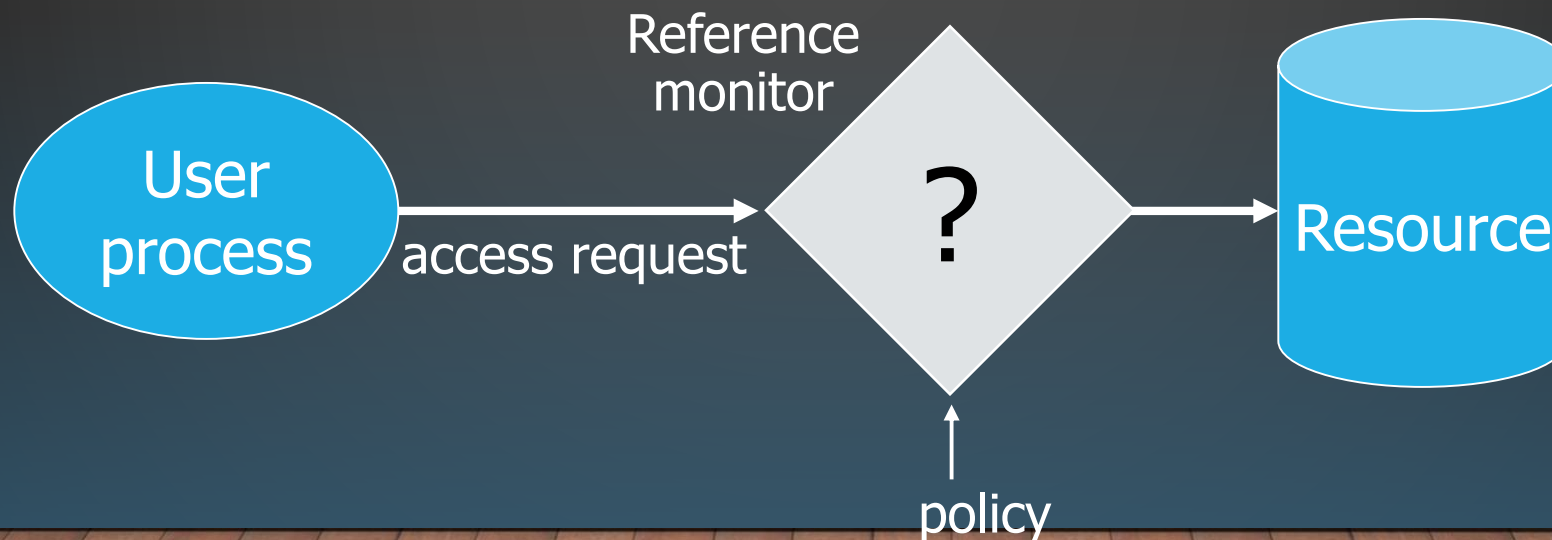 Reference
monitor
User
process
access request
?
Resource
policy